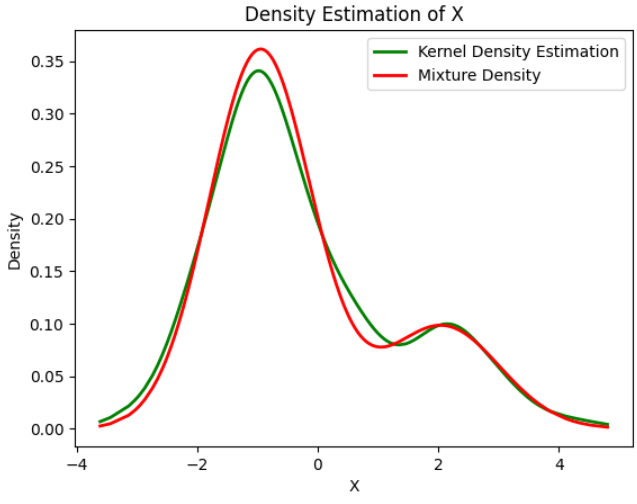 Density Estimation of X
Kernel Density Estimation
Mixture Density
Density
0.35
0.30
0.25
0.20
0.15
0.10
0.05
0.00
−4
−2
0
2
4
X